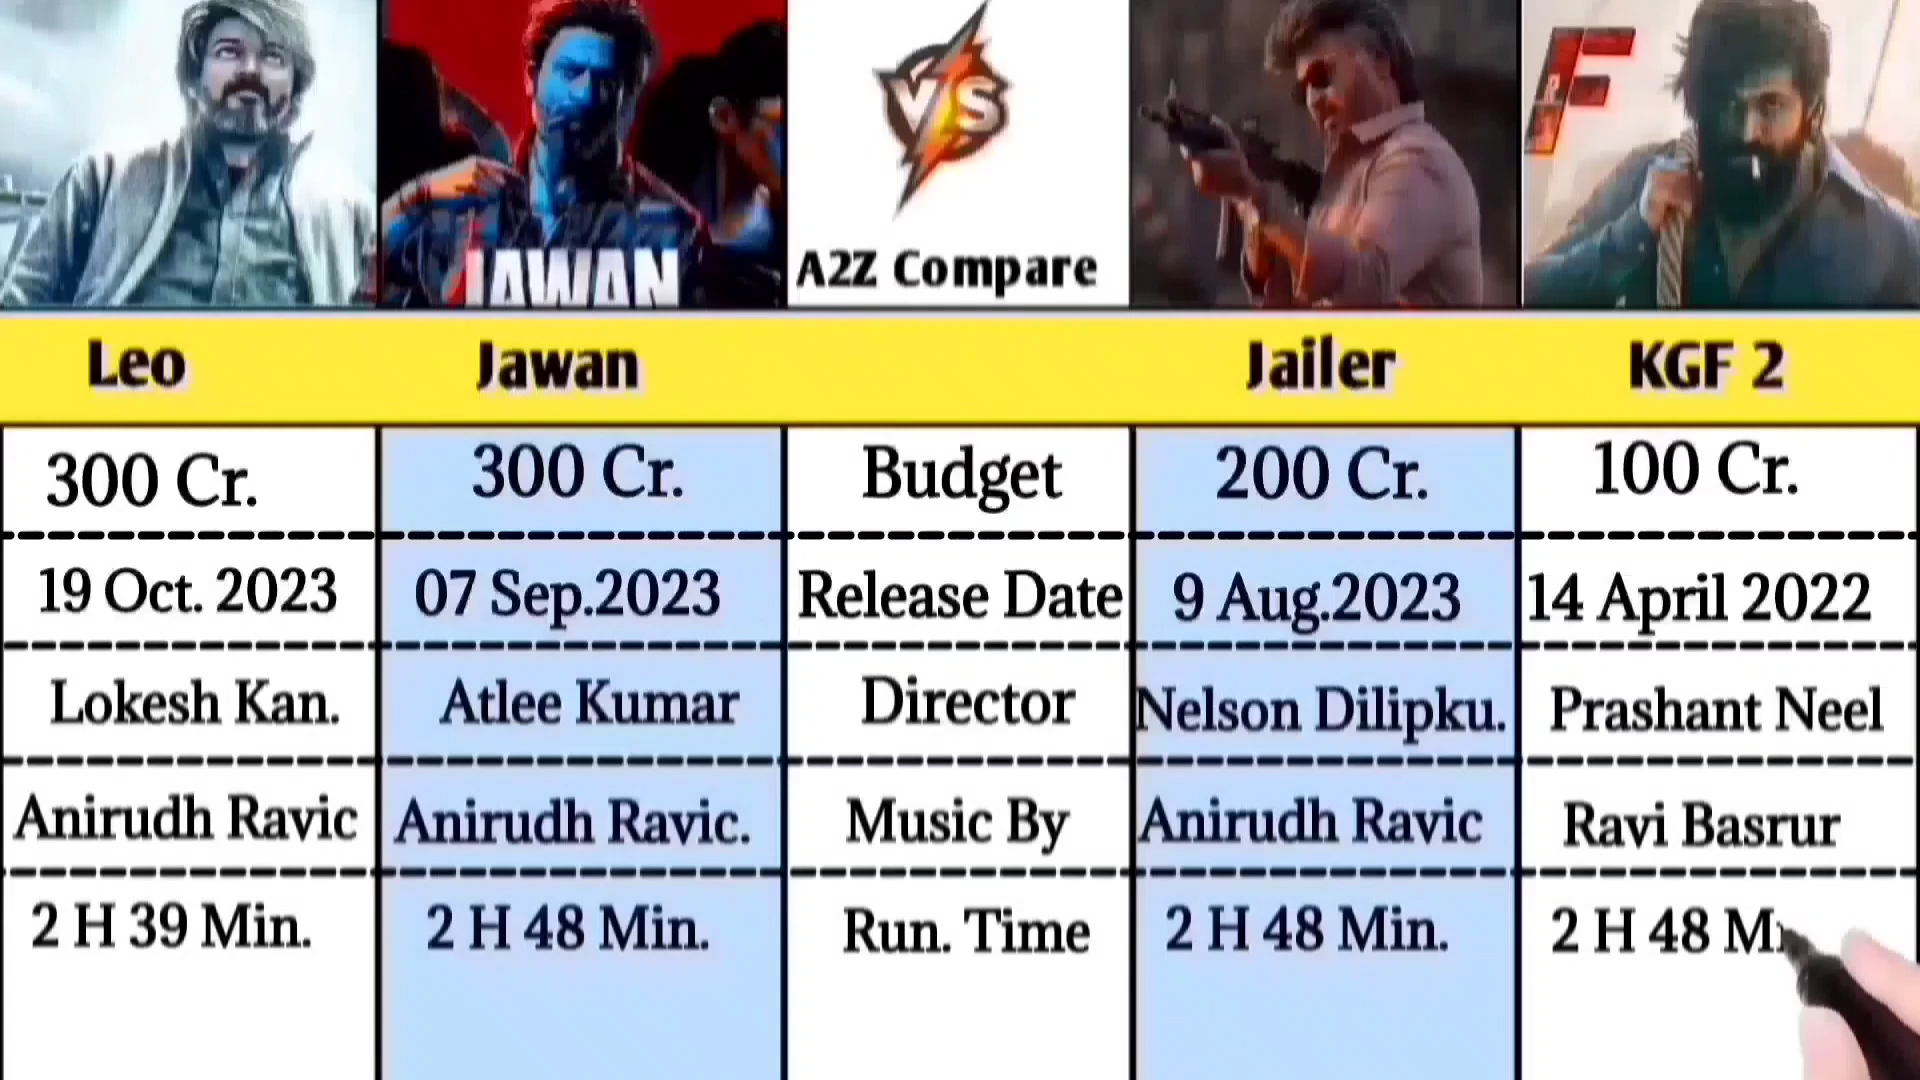 VS
A2Z Compare
JAWAN
F
Leo Jawan Jailer KGF 2
300 Cr. 300 Cr. Budget 200 Cr. 100 Cr.
19 Oct. 2023 07 Sep.2023 Release Date 9 Aug.2023 14 April 2022
Lokesh Kan. Atlee Kumar Director Nelson Dilipku. Prashant Neel
Anirudh Ravic Anirudh Ravic. Music By Anirudh Ravic Ravi Basrur
2 H 39 Min. 2 H 48 Min. Run. Time 2 H 48 Min. 2 H 48 M